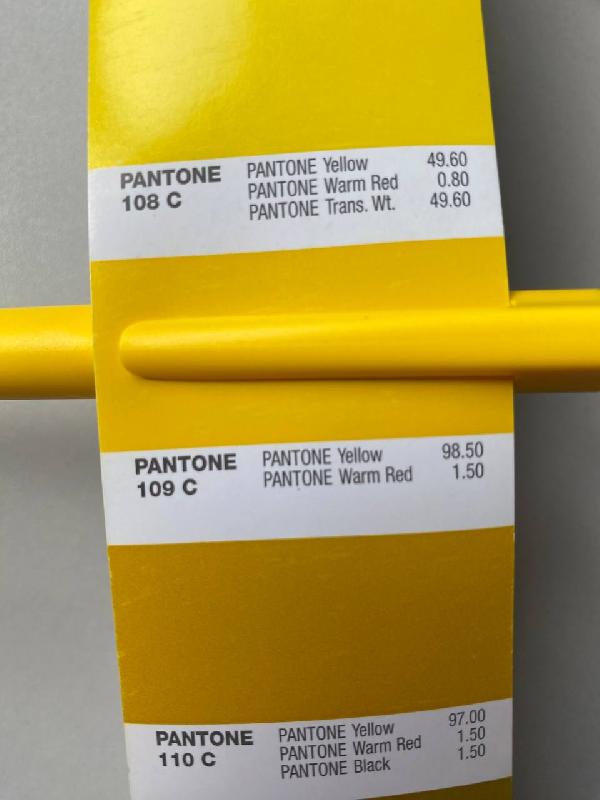 PANTONE 108 C
PANTONE Yellow 49.60
PANTONE Warm Red 0.80
PANTONE Trans. Wt. 49.60
PANTONE 109 C
PANTONE Yellow 98.50
PANTONE Warm Red 1.50
PANTONE 110 C
PANTONE Yellow 97.00
PANTONE Warm Red 1.50
PANTONE Black 1.50